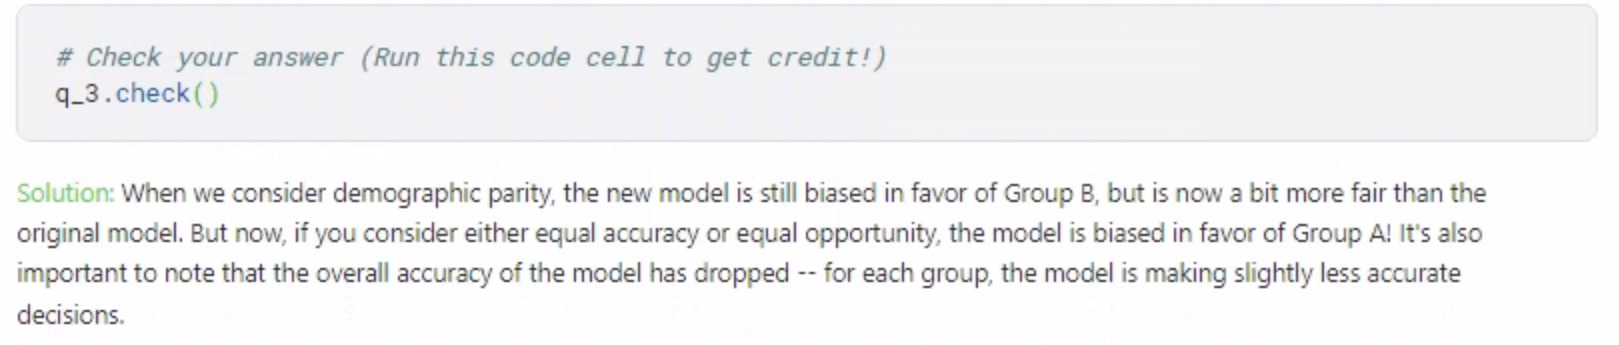 # Check your answer (Run this code cell to get credit!)
q_3.check()
Solution: When we consider demographic parity, the new model is still biased in favor of Group B, but is now a bit more fair than the
original model. But now, if you consider either equal accuracy or equal opportunity, the model is biased in favor of Group A! It's also
important to note that the overall accuracy of the model has dropped -- for each group, the model is making slightly less accurate
decisions.